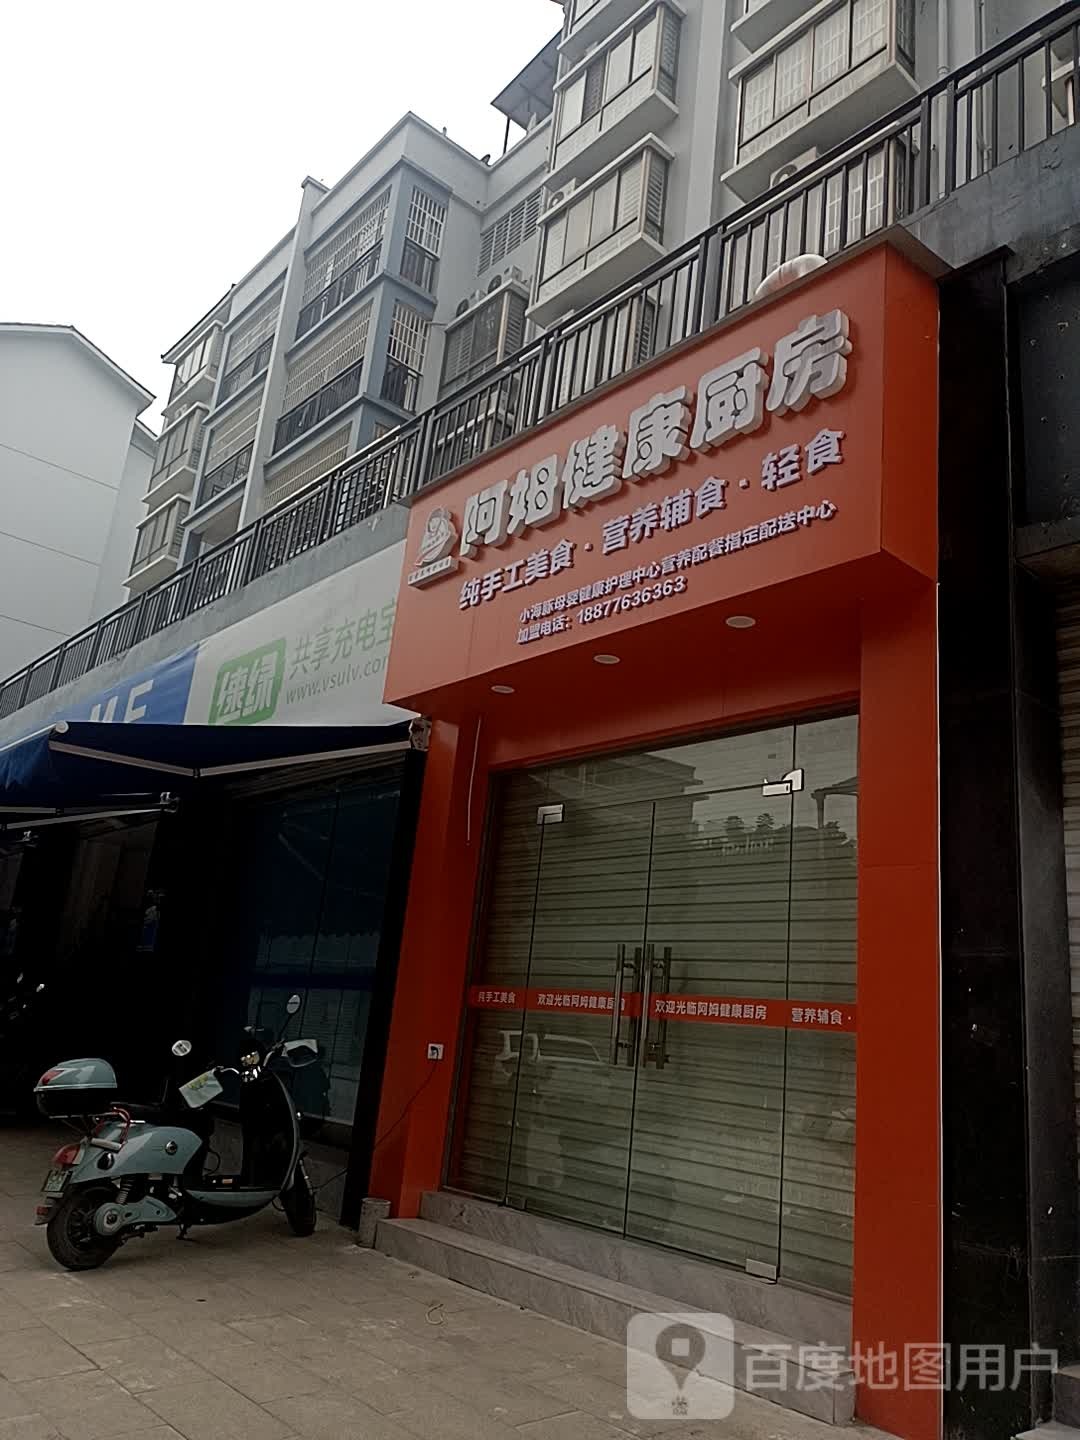 阿姆健康厨房
纯手工美食·营养辅食·轻食
小海豚母婴健康护理中心营养配餐指定配送中心
加盟电话：18877636363
速绿 共享充电宝
www.vsulv.com
纯手工美食 欢迎光临阿姆健康厨房 欢迎光临阿姆健康厨房 营养辅食·
百度地图用户